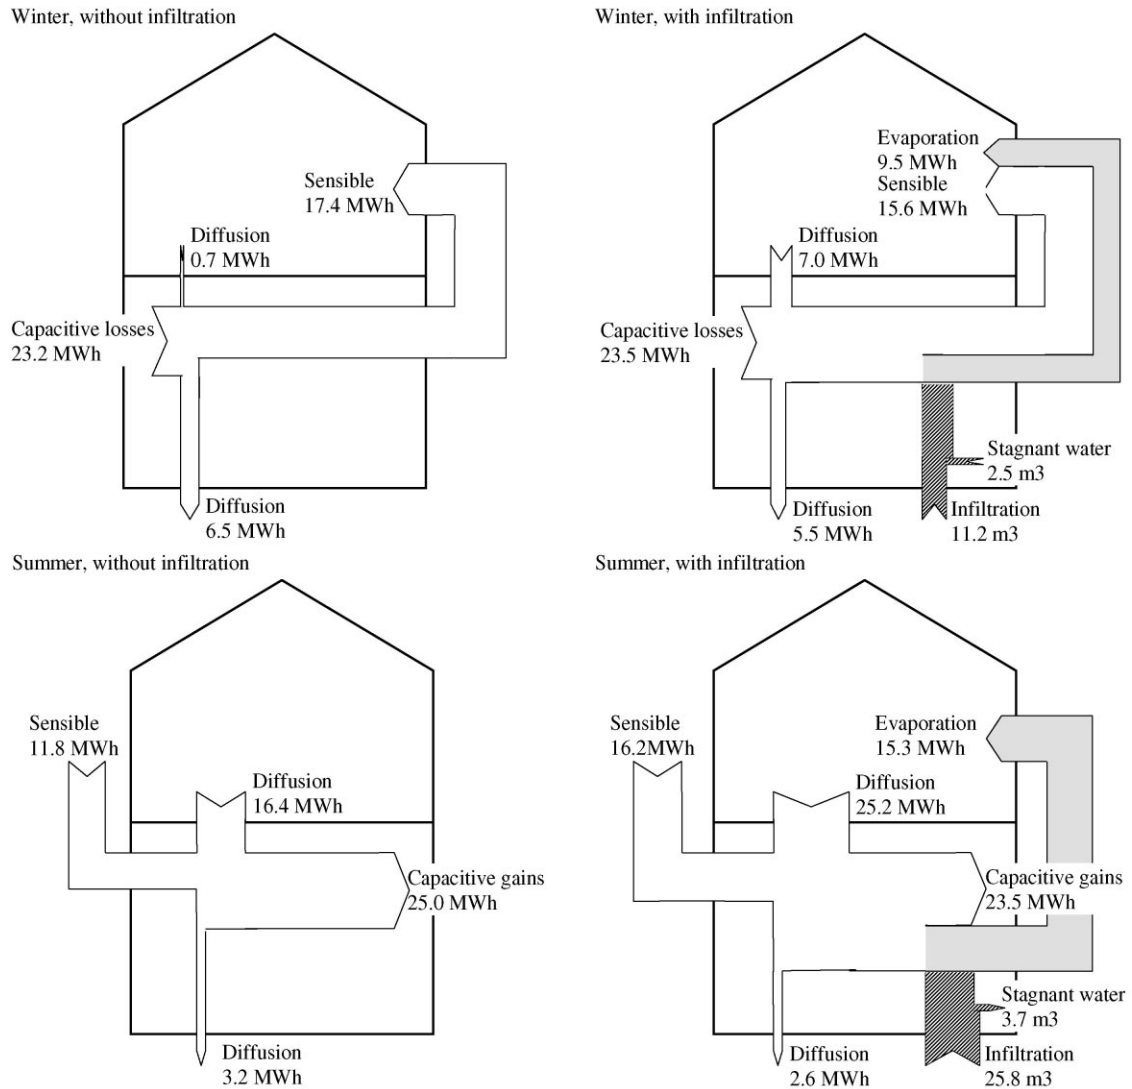 Winter, without infiltration
Sensible
17.4 MWh
Diffusion
0.7 MWh
Capacitive losses
23.2 MWh
Diffusion
6.5 MWh
Winter, with infiltration
Evaporation
9.5 MWh
Sensible
15.6 MWh
Diffusion
7.0 MWh
Capacitive losses
23.5 MWh
Stagnant water
2.5 m3
Diffusion
5.5 MWh
Infiltration
11.2 m3
Summer, without infiltration
Sensible
11.8 MWh
Diffusion
16.4 MWh
Capacitive gains
25.0 MWh
Diffusion
3.2 MWh
Summer, with infiltration
Sensible
16.2MWh
Evaporation
15.3 MWh
Diffusion
25.2 MWh
Capacitive gains
23.5 MWh
Stagnant water
3.7 m3
Diffusion
2.6 MWh
Infiltration
25.8 m3